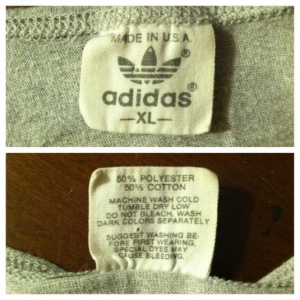 MADE IN U.S.A.
®
adidas®
—XL—
50% POLYESTER
50% COTTON
MACHINE WASH COLD
TUMBLE DRY LOW
DO NOT BLEACH, WASH
DARK COLORS SEPARATELY
SUGGEST WASHING BE-
FORE FIRST WEARING.
SPECIAL DYES MAY
CAUSE BLEEDING.